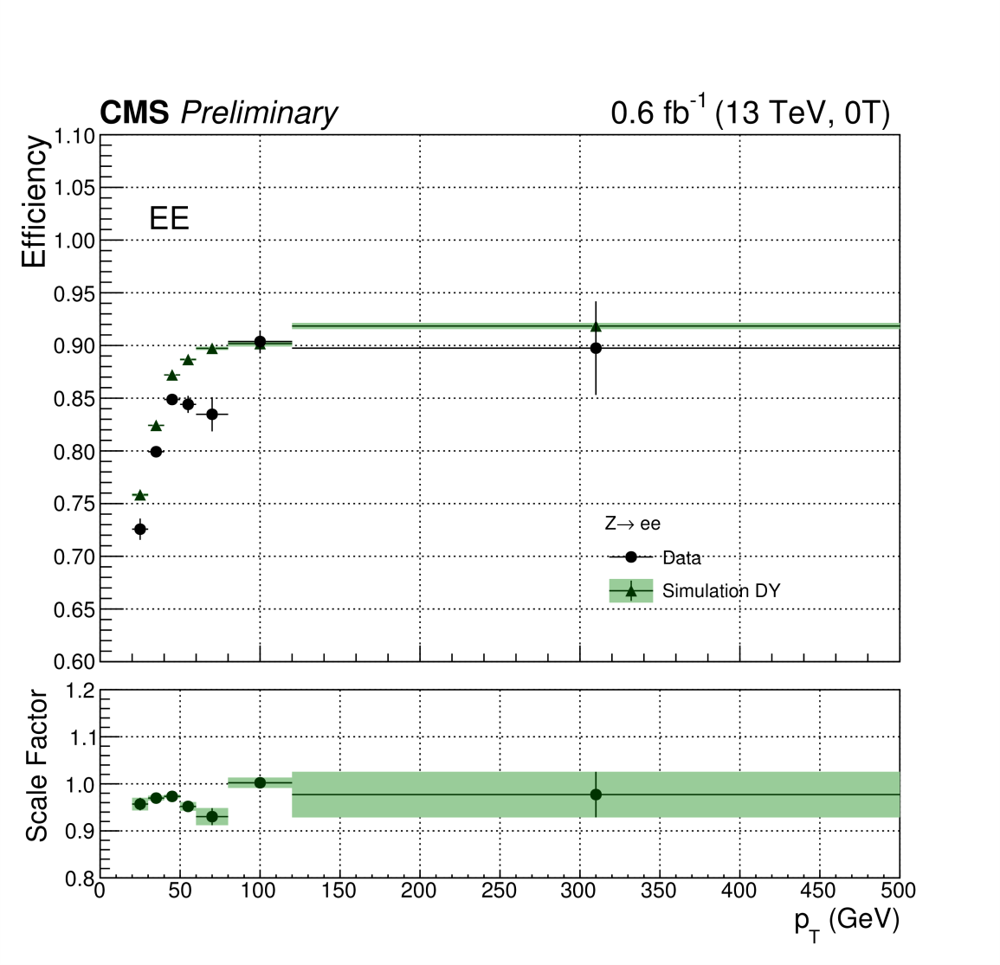 CMS Preliminary 0.6 fb-1 (13 TeV, 0T)
Efficiency
1.10
1.05
EE
1.00
0.95
0.90
0.85
0.80
0.75
Z→ ee
Data
0.70
Simulation DY
0.65
0.60
Scale Factor
1.2
1.1
1.0
0.9
0.8
0 50 100 150 200 250 300 350 400 450 500
pT (GeV)